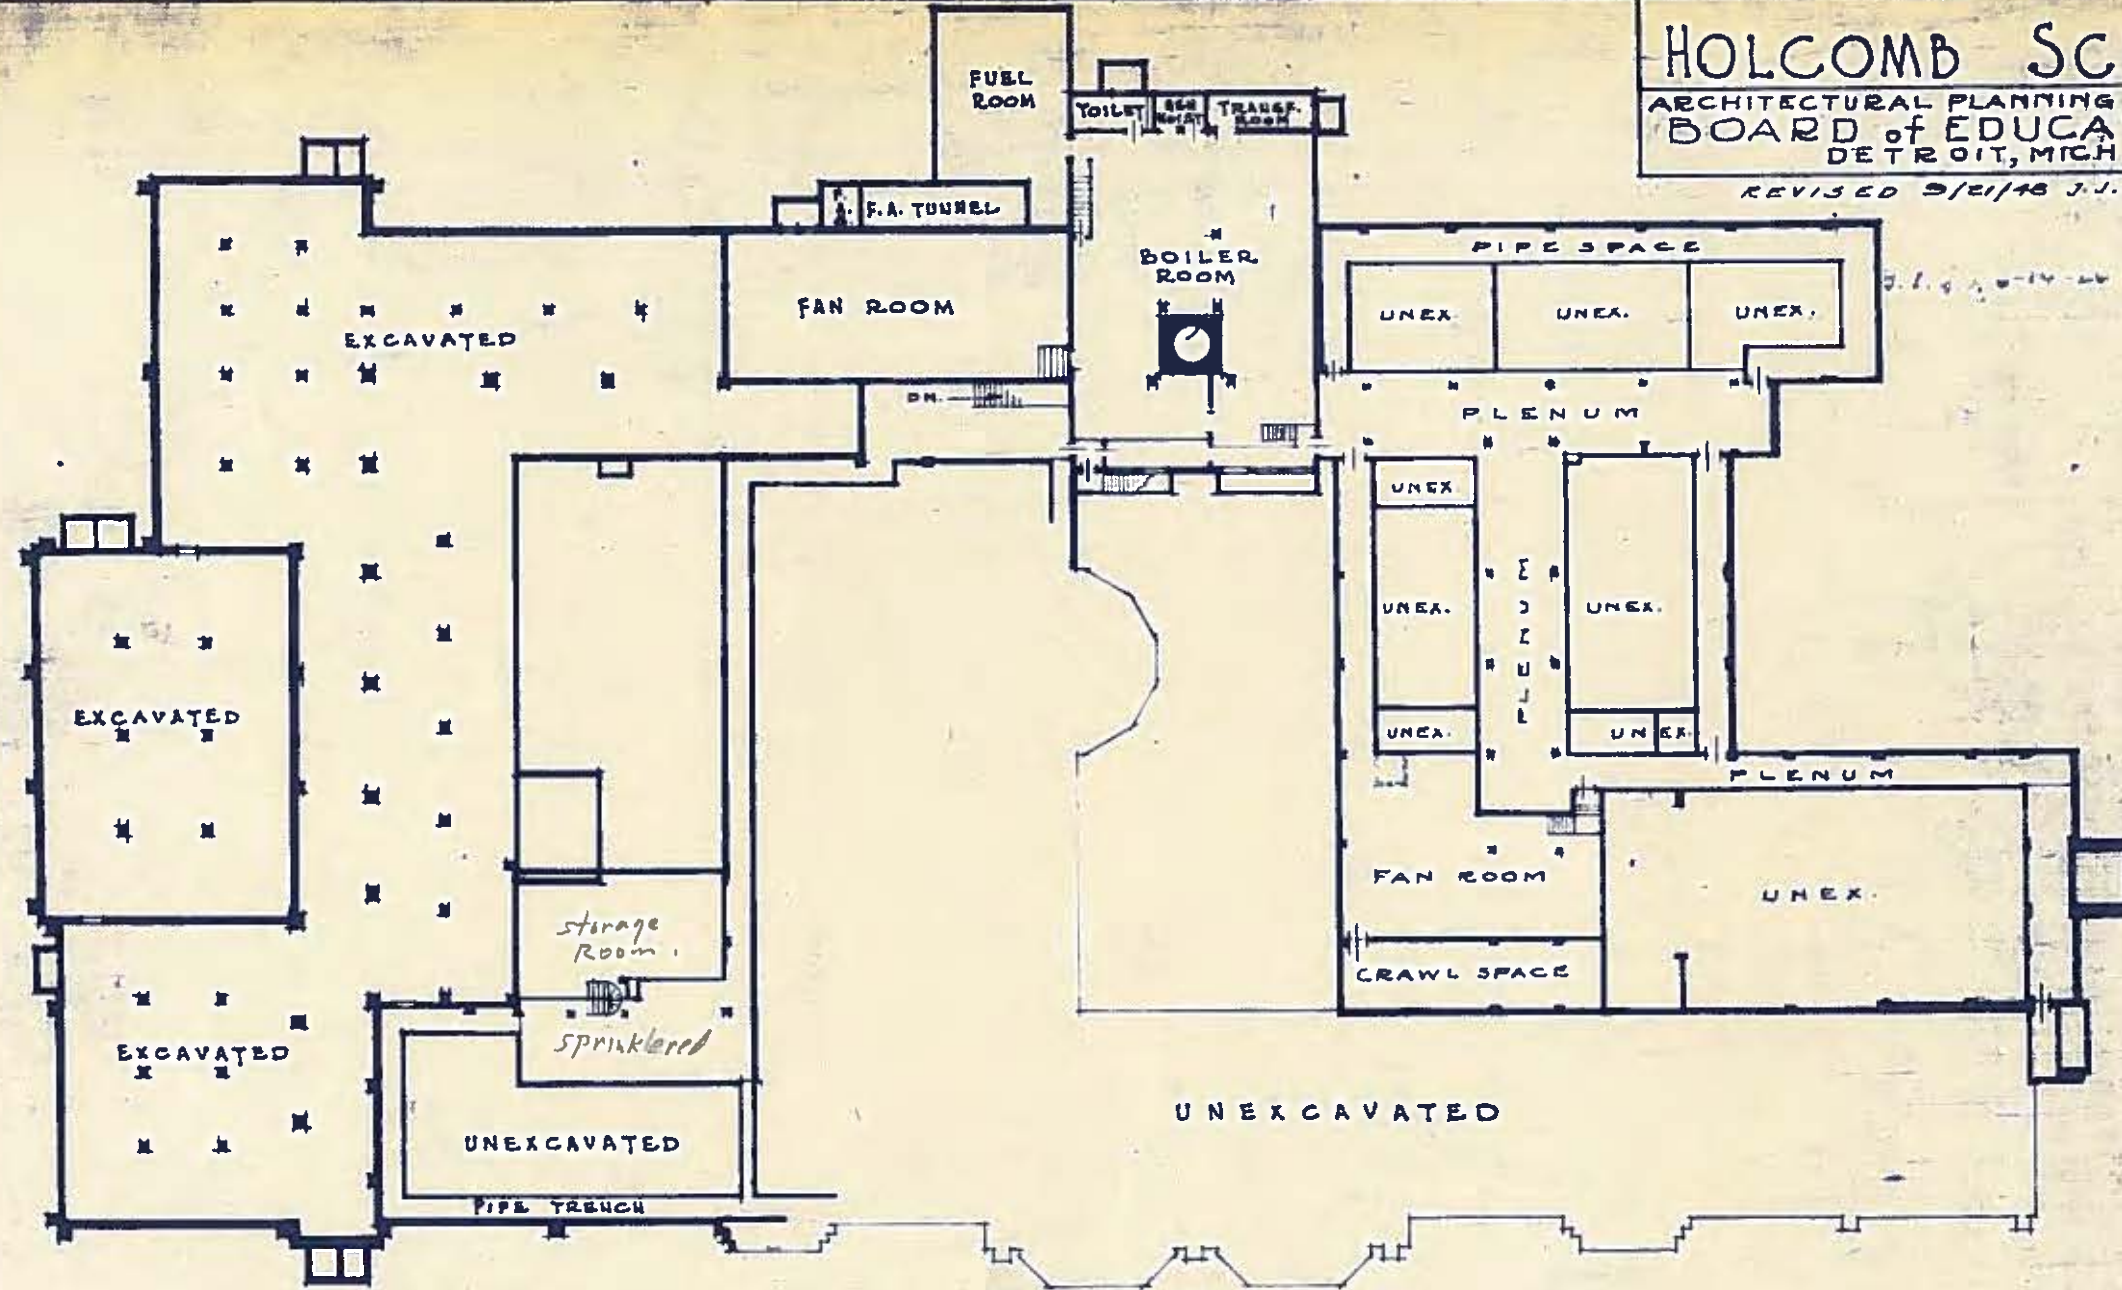 HOLCOMB SC
ARCHITECTURAL PLANNING
BOARD of EDUCA
DETROIT, MICH
REVISED 9/21/48 J.J.
FUEL
ROOM
TOILET
TRANSF.
ROOM
F.A.
F.A. TUNNEL
FAN ROOM
BOILER
ROOM
DN.
PIPE SPACE
UNEX.
UNEX.
UNEX.
PLENUM
UNEX.
UNEX.
PLENUM
UNEX.
UNEX.
UNEX.
PLENUM
FAN ROOM
UNEX.
CRAWL SPACE
EXCAVATED
EXCAVATED
EXCAVATED
storage
Room.
sprinklered
UNEXCAVATED
PIPE TRENCH
UNEXCAVATED